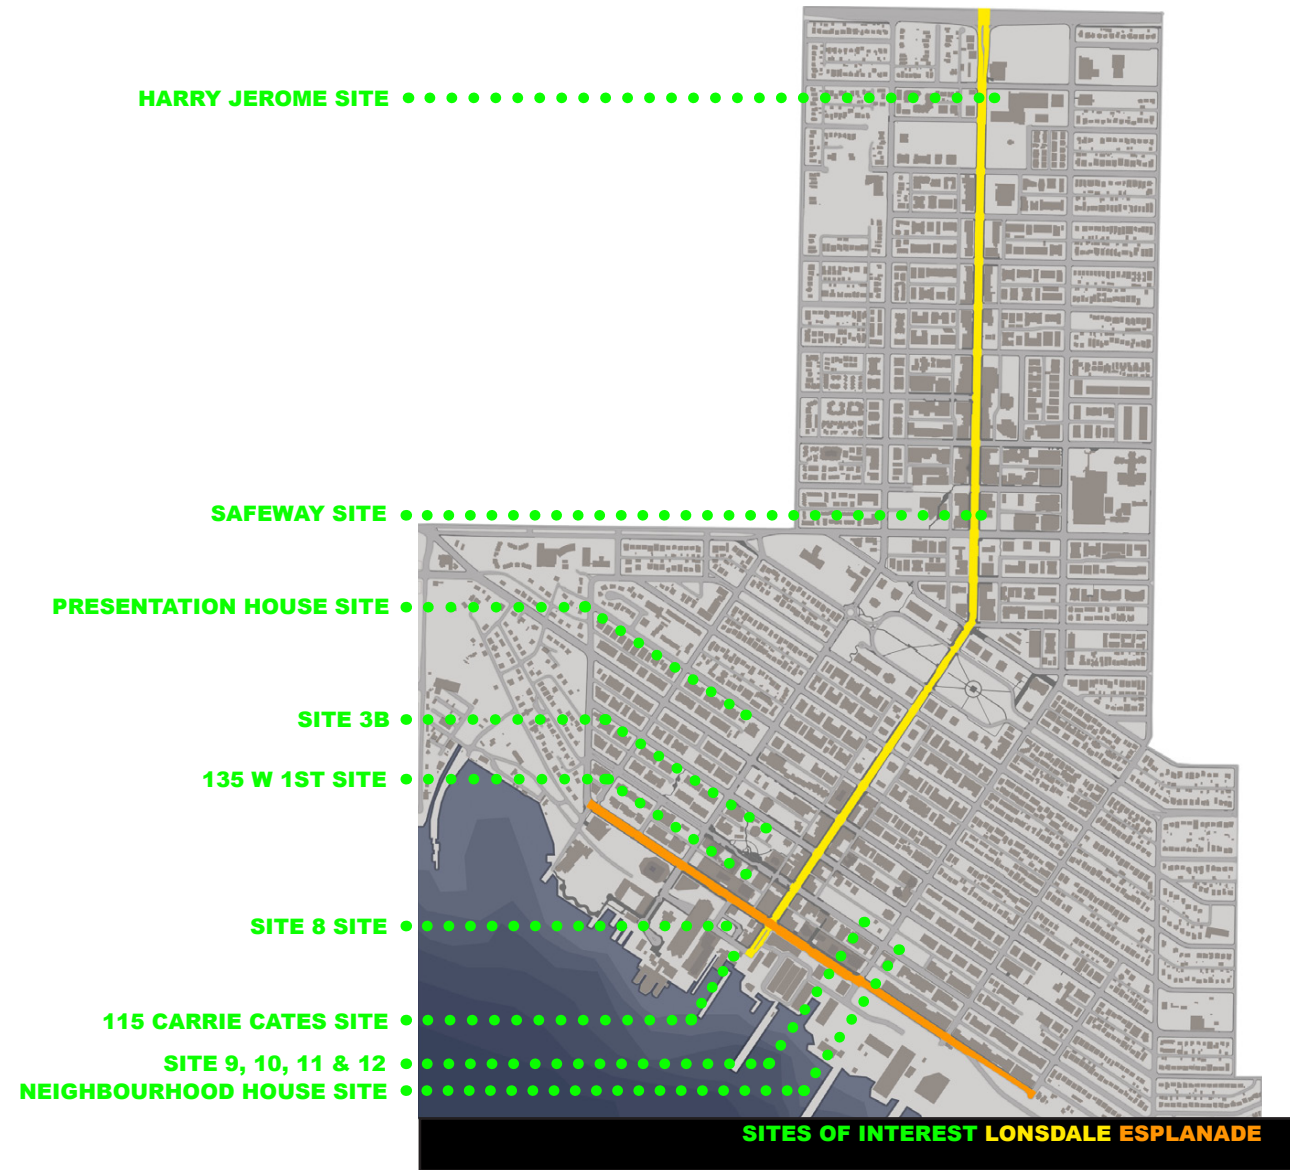 HARRY JEROME SITE
SAFEWAY SITE
PRESENTATION HOUSE SITE
SITE 3B
135 W 1ST SITE
SITE 8 SITE
115 CARRIE CATES SITE
SITE 9, 10, 11 & 12
NEIGHBOURHOOD HOUSE SITE
SITES OF INTEREST LONSDALE ESPLANADE